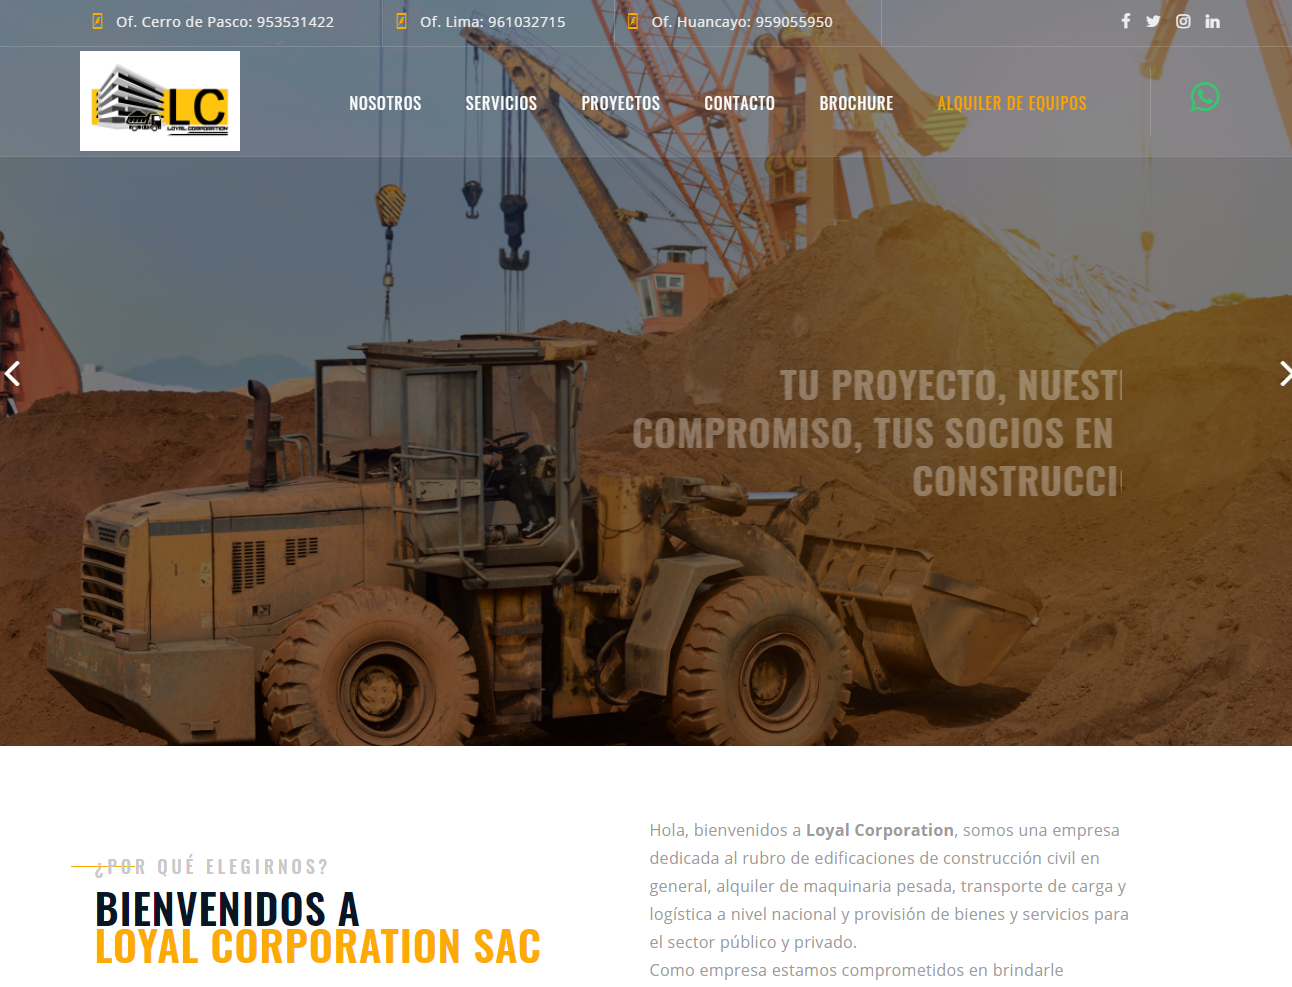 Of. Cerro de Pasco: 953531422
Of. Lima: 961032715
Of. Huancayo: 959055950
LC
LOYAL CORPORATION
NOSOTROS
SERVICIOS
PROYECTOS
CONTACTO
BROCHURE
ALQUILER DE EQUIPOS
TU PROYECTO, NUEST
COMPROMISO, TUS SOCIOS EN
CONSTRUCCI
¿POR QUÉ ELEGIRNOS?
BIENVENIDOS A
LOYAL CORPORATION SAC
Hola, bienvenidos a Loyal Corporation, somos una empresa
dedicada al rubro de edificaciones de construcción civil en
general, alquiler de maquinaria pesada, transporte de carga y
logística a nivel nacional y provisión de bienes y servicios para
el sector público y privado.
Como empresa estamos comprometidos en brindarle